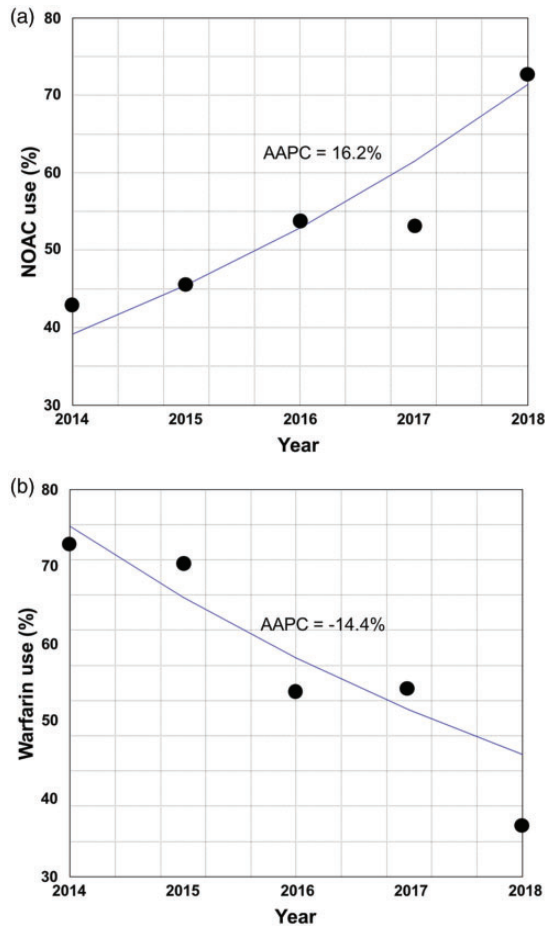 (a)
80
70
60
50
40
30
NOAC use (%)
AAPC = 16.2%
2014 2015 2016 2017 2018
Year
(b)
80
70
60
50
40
30
Warfarin use (%)
AAPC = -14.4%
2014 2015 2016 2017 2018
Year